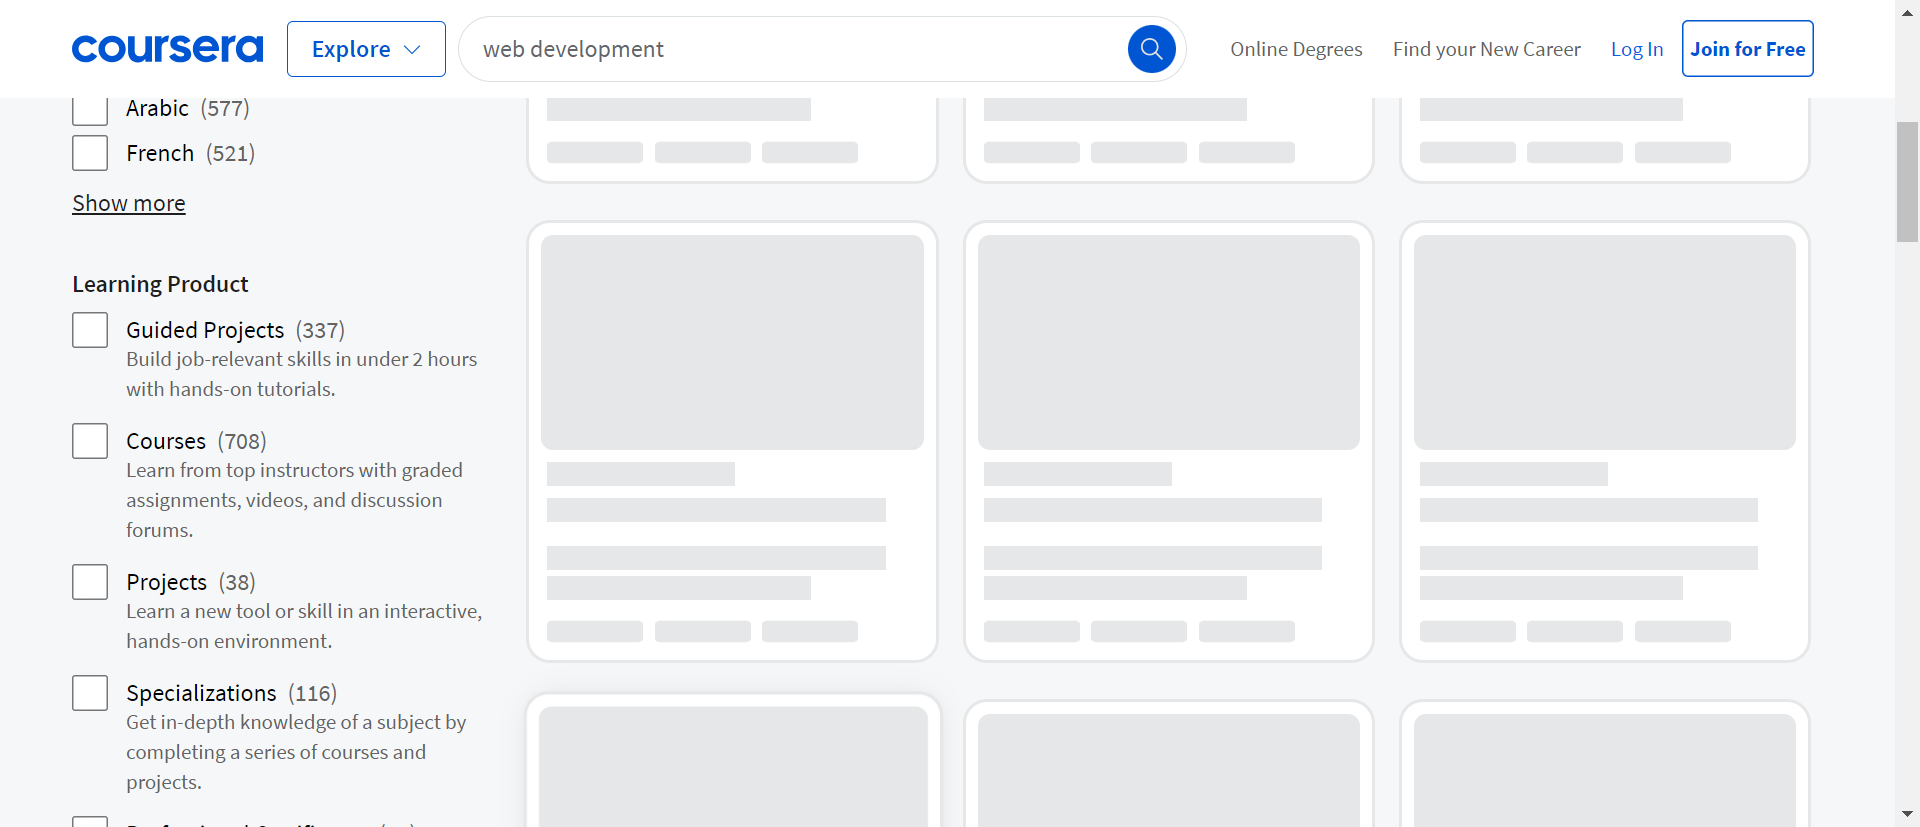 coursera
Explore
web development
Online Degrees
Find your New Career
Log In
Join for Free
Arabic (577)
French (521)
Show more
Learning Product
Guided Projects (337)
Build job-relevant skills in under 2 hours
with hands-on tutorials.
Courses (708)
Learn from top instructors with graded
assignments, videos, and discussion
forums.
Projects (38)
Learn a new tool or skill in an interactive,
hands-on environment.
Specializations (116)
Get in-depth knowledge of a subject by
completing a series of courses and
projects.